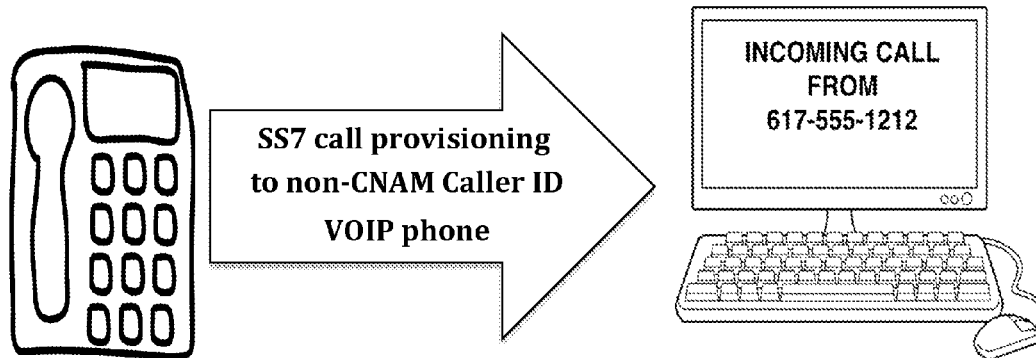 SS7 call provisioning
to non-CNAM Caller ID
VOIP phone
INCOMING CALL
FROM
617-555-1212